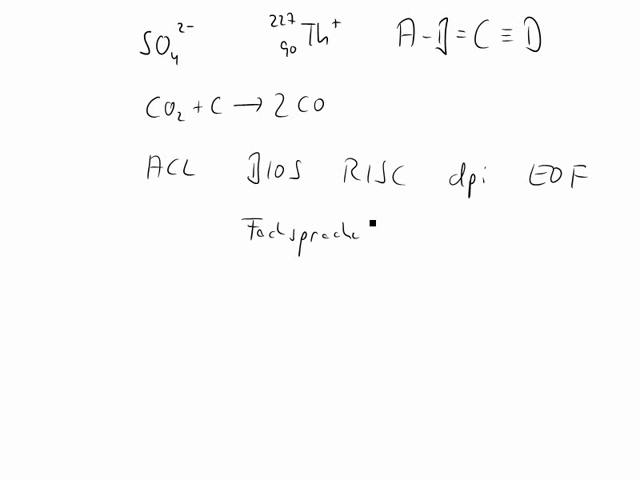 SO₄²⁻ ²²⁷₉₀Th⁺ A-B=C≡D
CO₂ + C → 2 CO
ACL BIOS RISC dpi EOF
Fachsprache